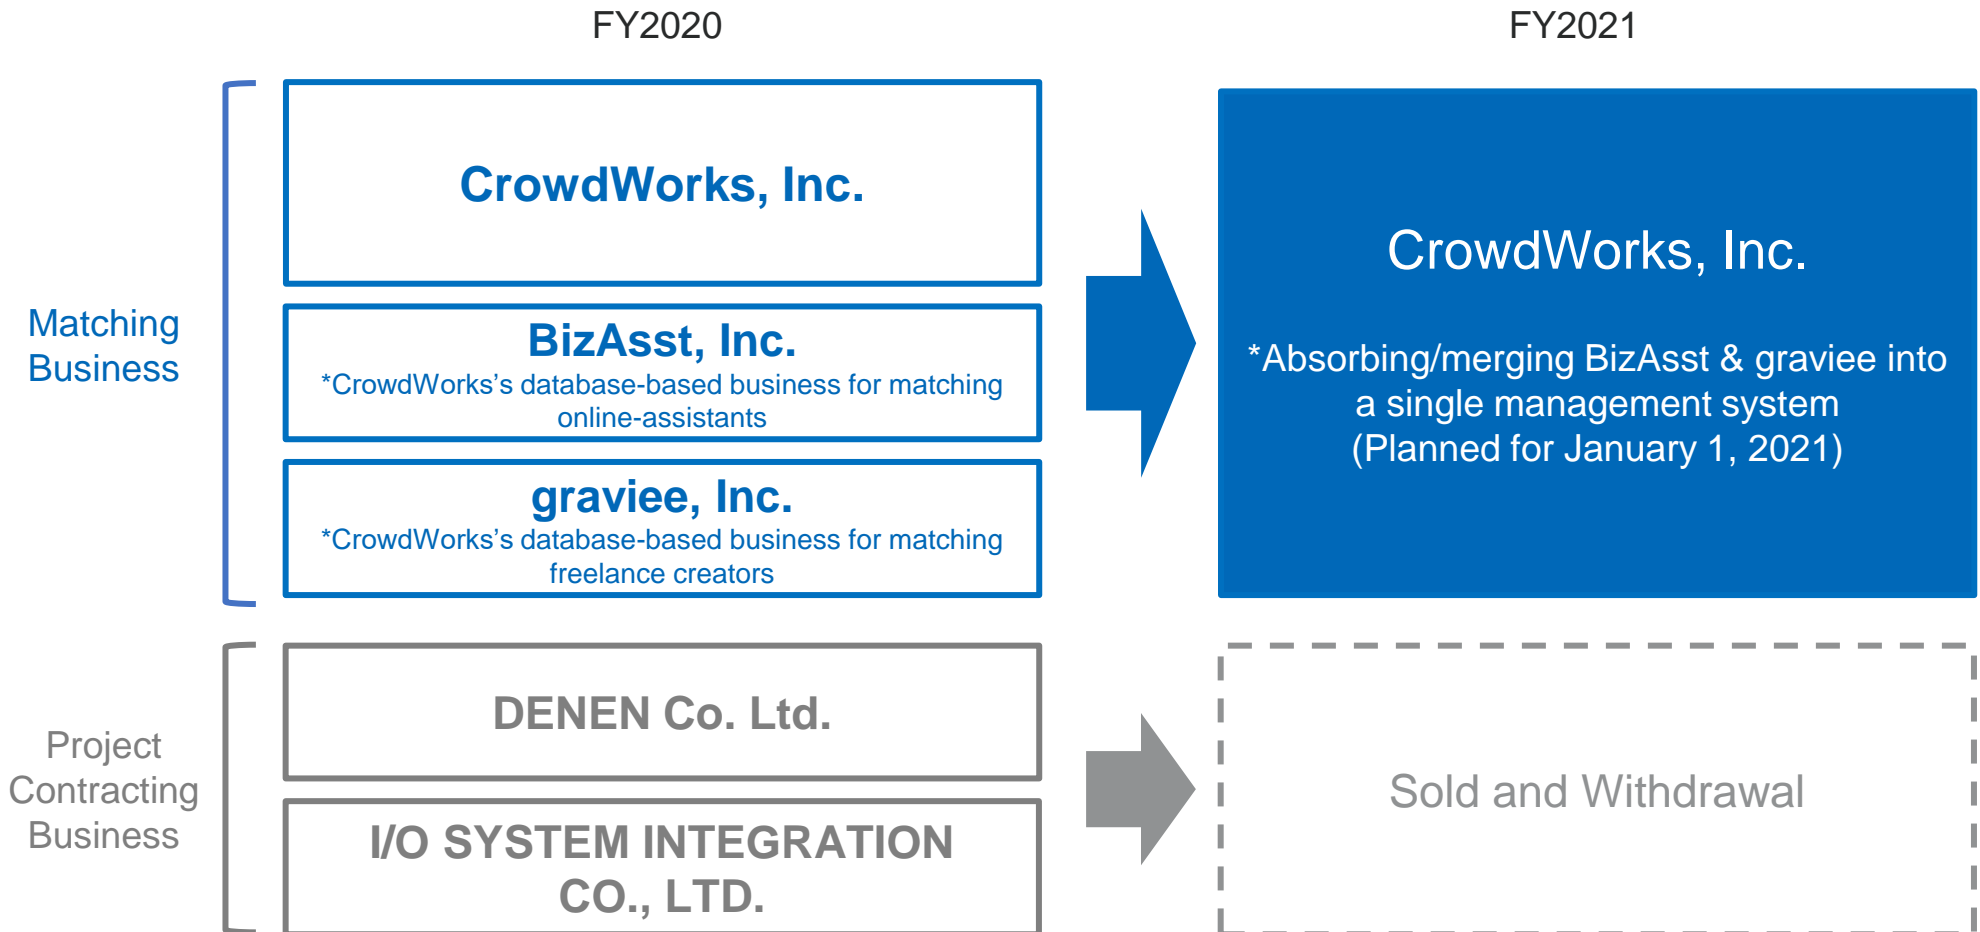 FY2020
FY2021
Matching
Business
CrowdWorks, Inc.
BizAsst, Inc.
*CrowdWorks's database-based business for matching
online-assistants
graviee, Inc.
*CrowdWorks's database-based business for matching
freelance creators
CrowdWorks, Inc.
*Absorbing/merging BizAsst & graviee into
a single management system
(Planned for January 1, 2021)
Project
Contracting
Business
DENEN Co. Ltd.
I/O SYSTEM INTEGRATION
CO., LTD.
Sold and Withdrawal